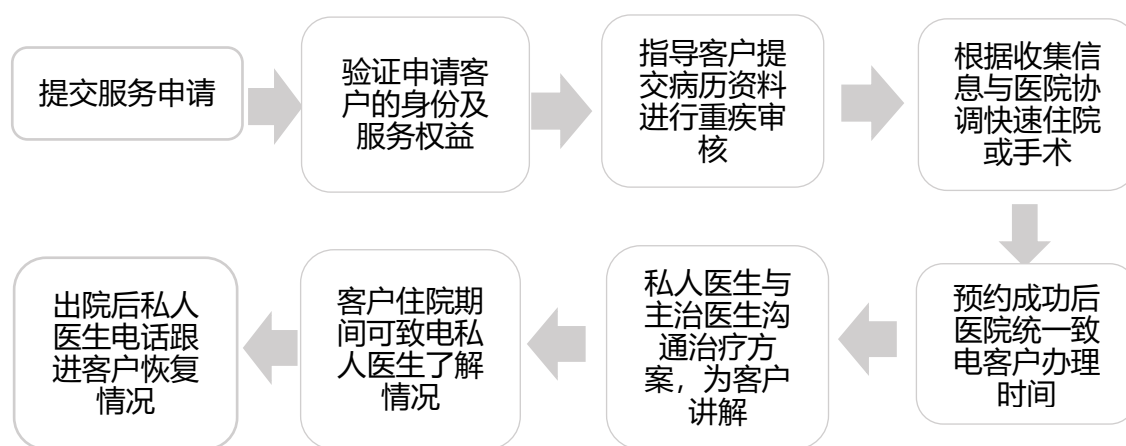 提交服务申请
验证申请客
户的身份及
服务权益
指导客户提
交病历资料
进行重疾审
核
根据收集信
息与医院协
调快速住院
或手术
预约成功后
医院统一致
电客户办理
时间
私人医生与
主治医生沟
通治疗方
案，为客户
讲解
客户住院期
间可致电私
人医生了解
情况
出院后私人
医生电话跟
进客户恢复
情况